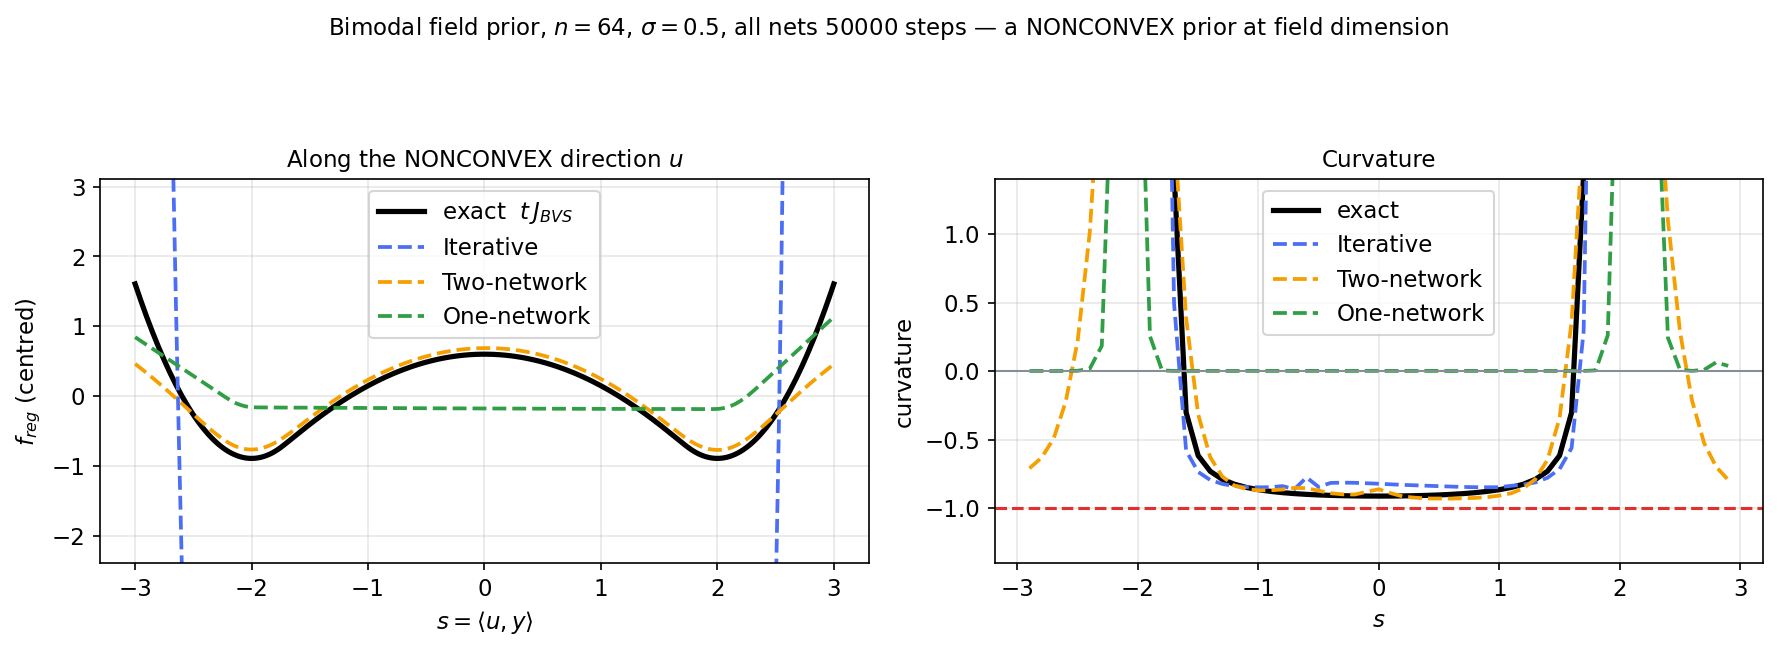 Bimodal field prior, n = 64, σ = 0.5, all nets 50000 steps — a NONCONVEX prior at field dimension
Along the NONCONVEX direction u
3
2
1
0
−1
−2
f_reg (centred)
exact t J_BVS
Iterative
Two-network
One-network
−3 −2 −1 0 1 2 3
s = ⟨u, y⟩
Curvature
1.0
0.5
0.0
−0.5
−1.0
curvature
exact
Iterative
Two-network
One-network
−3 −2 −1 0 1 2 3
s